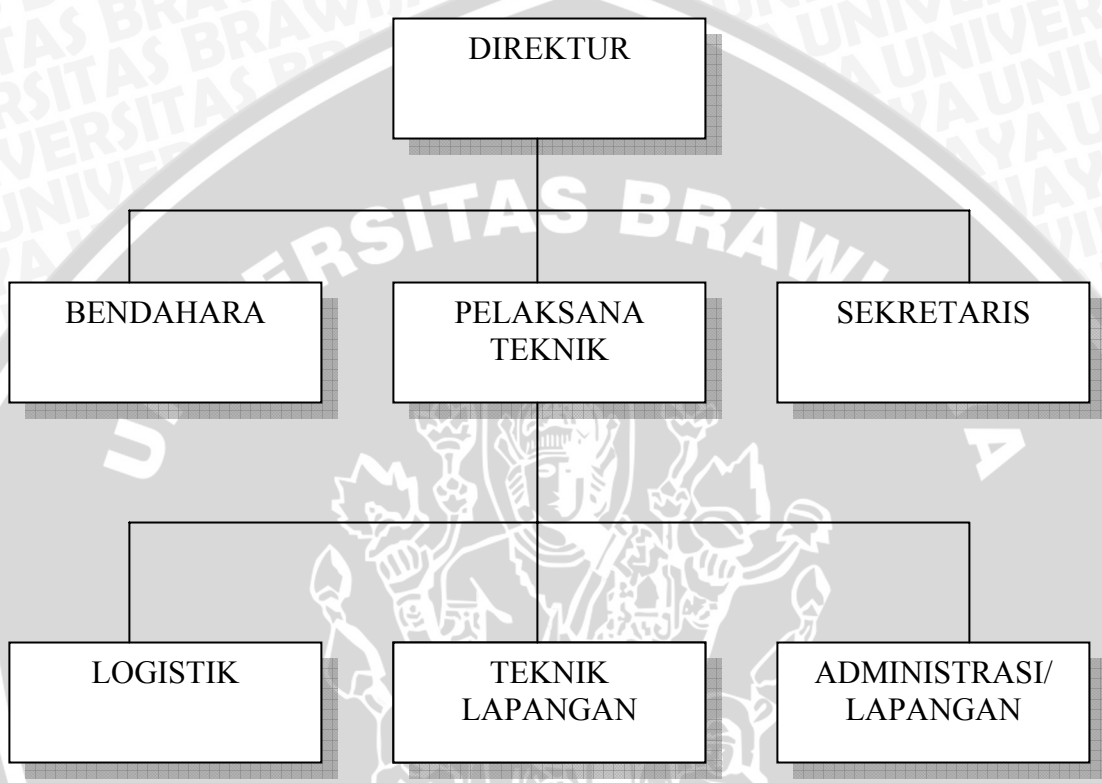 DIREKTUR
BENDAHARA
PELAKSANA
TEKNIK
SEKRETARIS
LOGISTIK
TEKNIK
LAPANGAN
ADMINISTRASI/
LAPANGAN